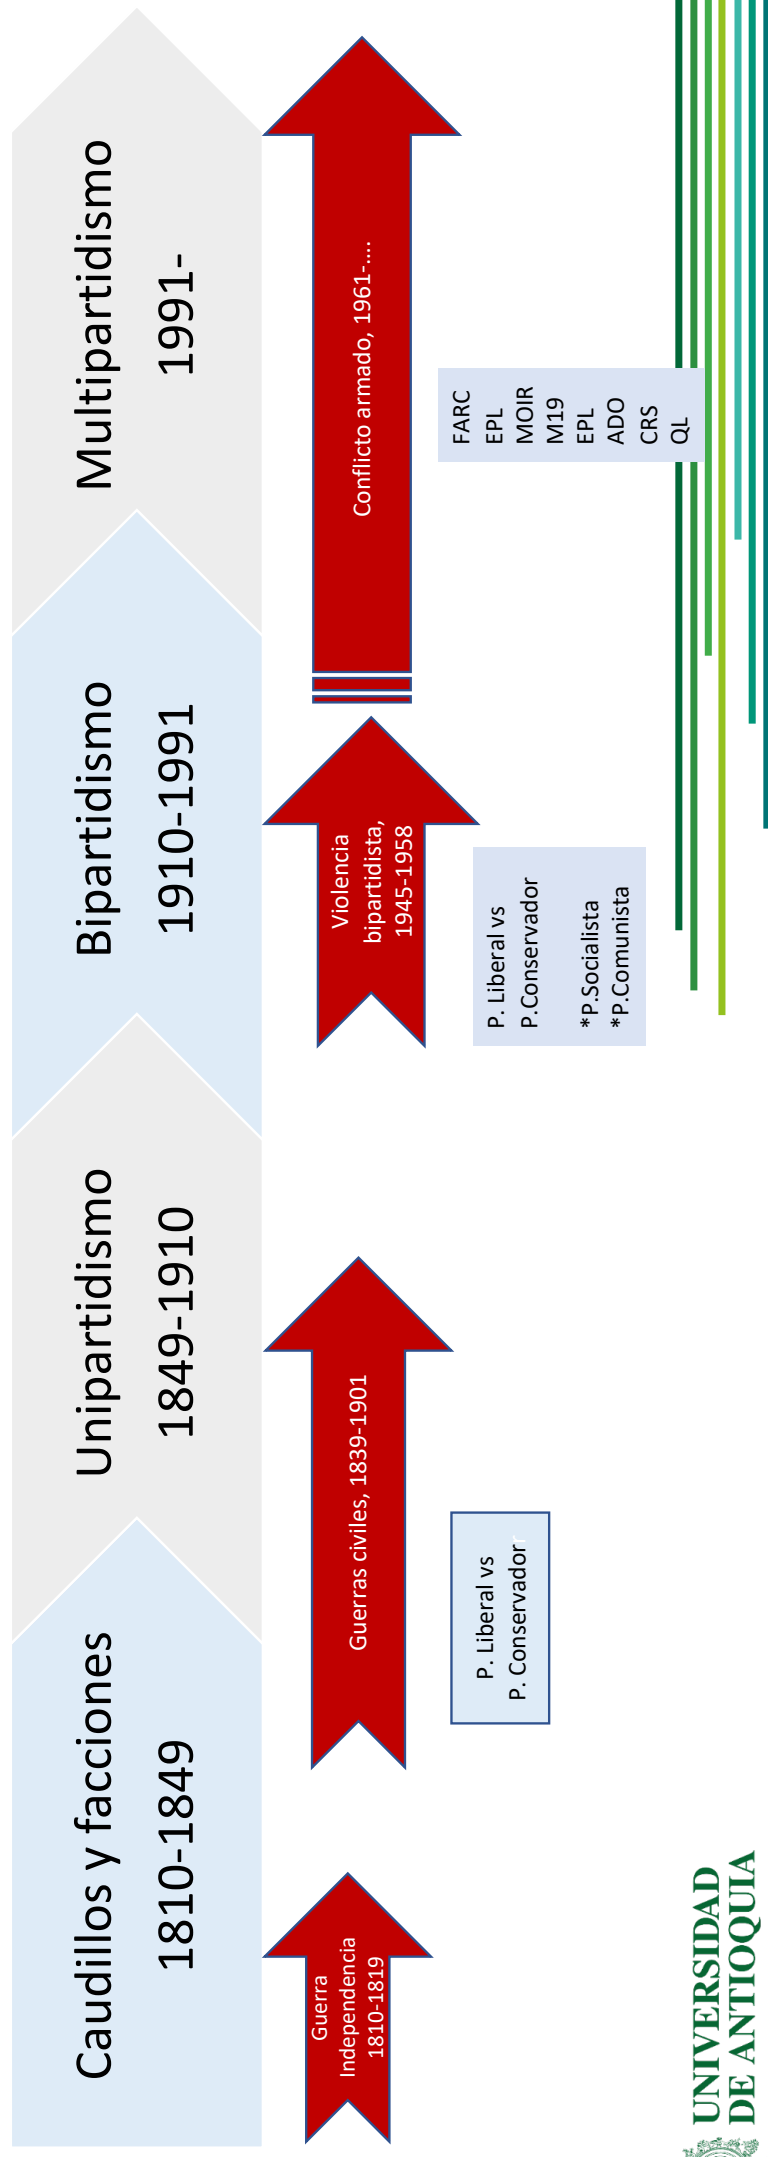 Caudillos y facciones
1810-1849
Unipartidismo
1849-1910
Bipartidismo
1910-1991
Multipartidismo
1991-
Guerra
Independencia
1810-1819
Guerras civiles, 1839-1901
Violencia
bipartidista,
1945-1958
Conflicto armado, 1961-....
P. Liberal vs
P. Conservadorr
P. Liberal vs
P.Conservador
*P.Socialista
*P.Comunista
FARC
EPL
MOIR
M19
EPL
ADO
CRS
QL
UNIVERSIDAD
DE ANTIOQUIA